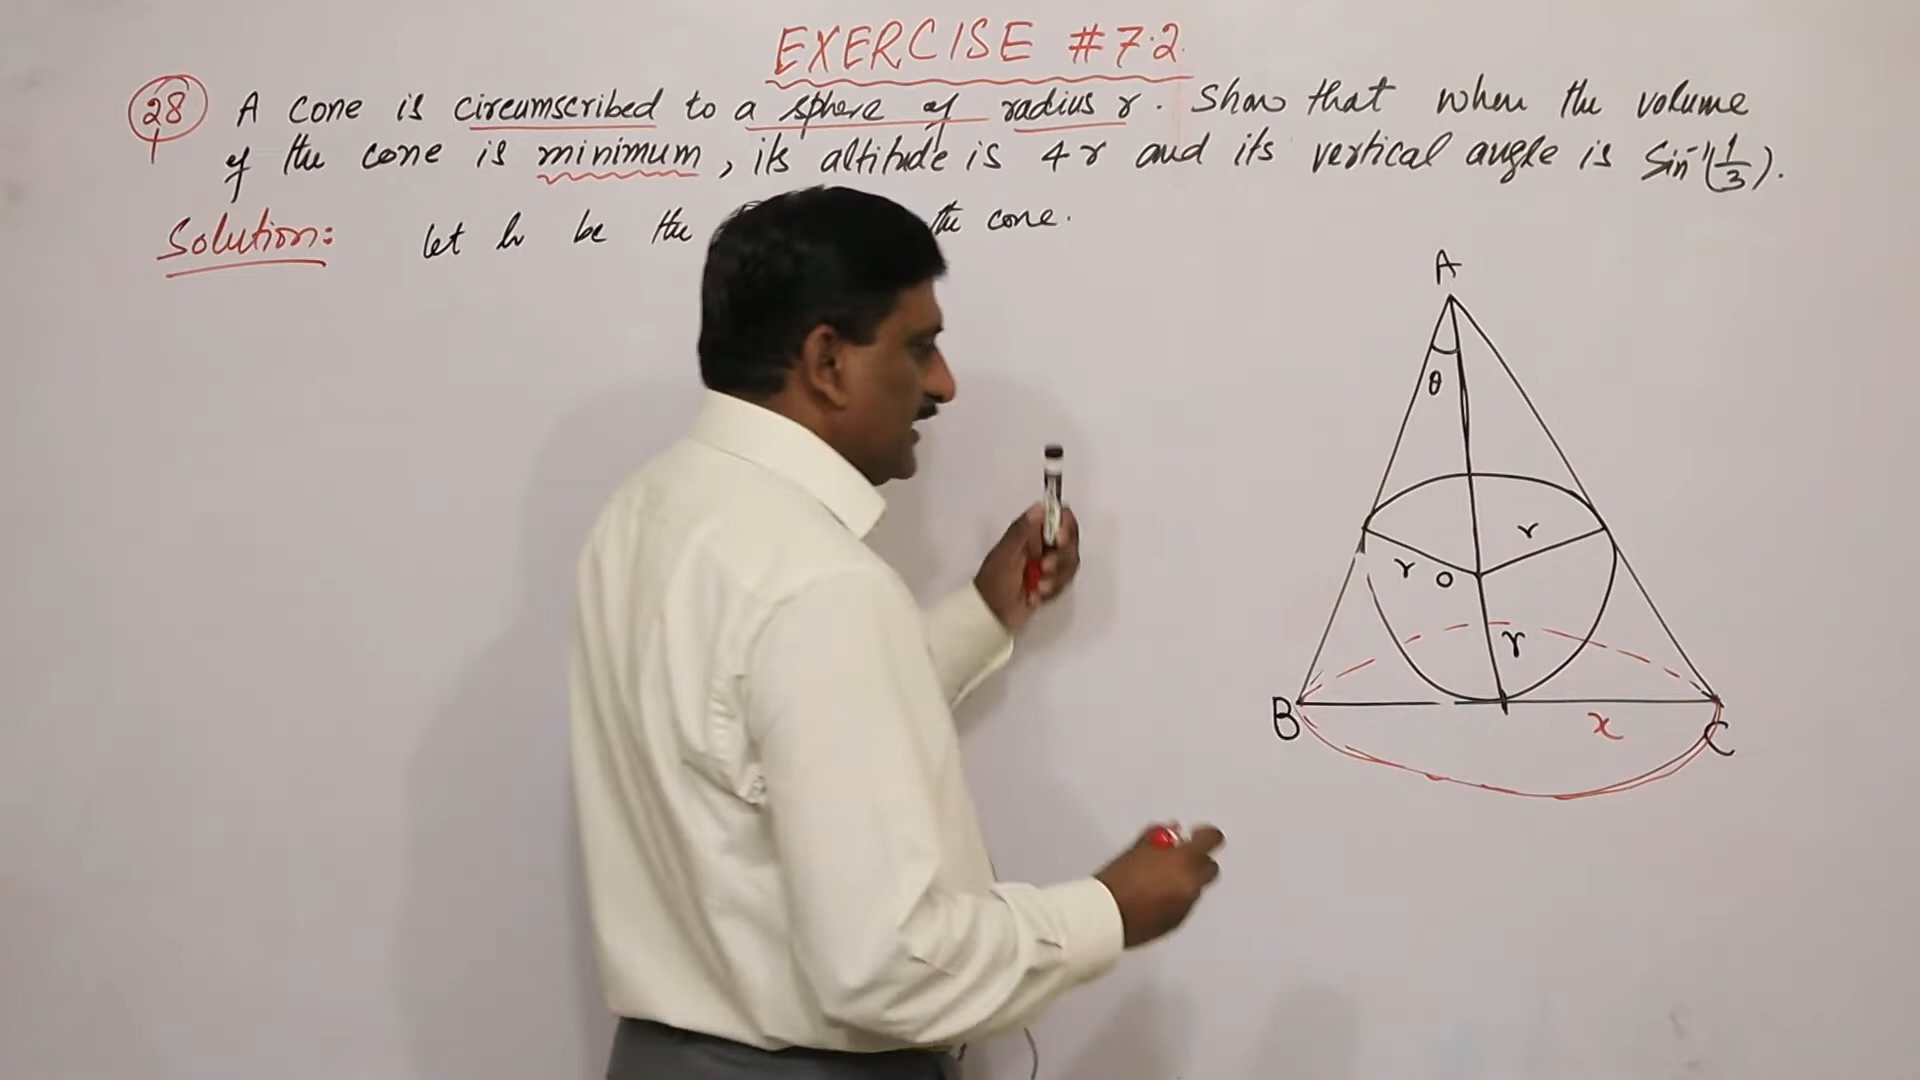 EXERCISE #7.2
28 A cone is circumscribed to a sphere of radius r. Show that when the volume
of the cone is minimum, its altitude is 4r and its vertical angle is Sin⁻¹(1/3).
Solution: let h be the the cone.
A
θ
r
r O
r
B x C